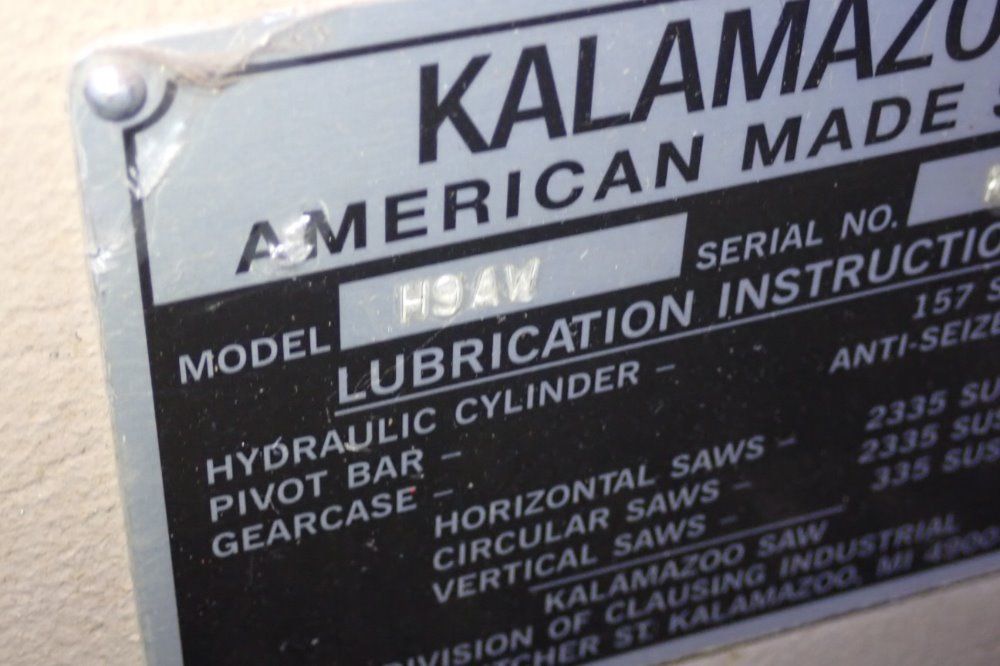 KALAMAZO
AMERICAN MADE
MODEL H9AW SERIAL NO.
LUBRICATION INSTRUCTIO
HYDRAULIC CYLINDER - 157 S
PIVOT BAR - ANTI-SEIZE
GEARCASE -
HORIZONTAL SAWS - 2335 SU
CIRCULAR SAWS - 2335 SUS
VERTICAL SAWS - 335 SUS
KALAMAZOO SAW
DIVISION OF CLAUSING INDUSTRIAL
TCHER ST. KALAMAZOO, MI 4900